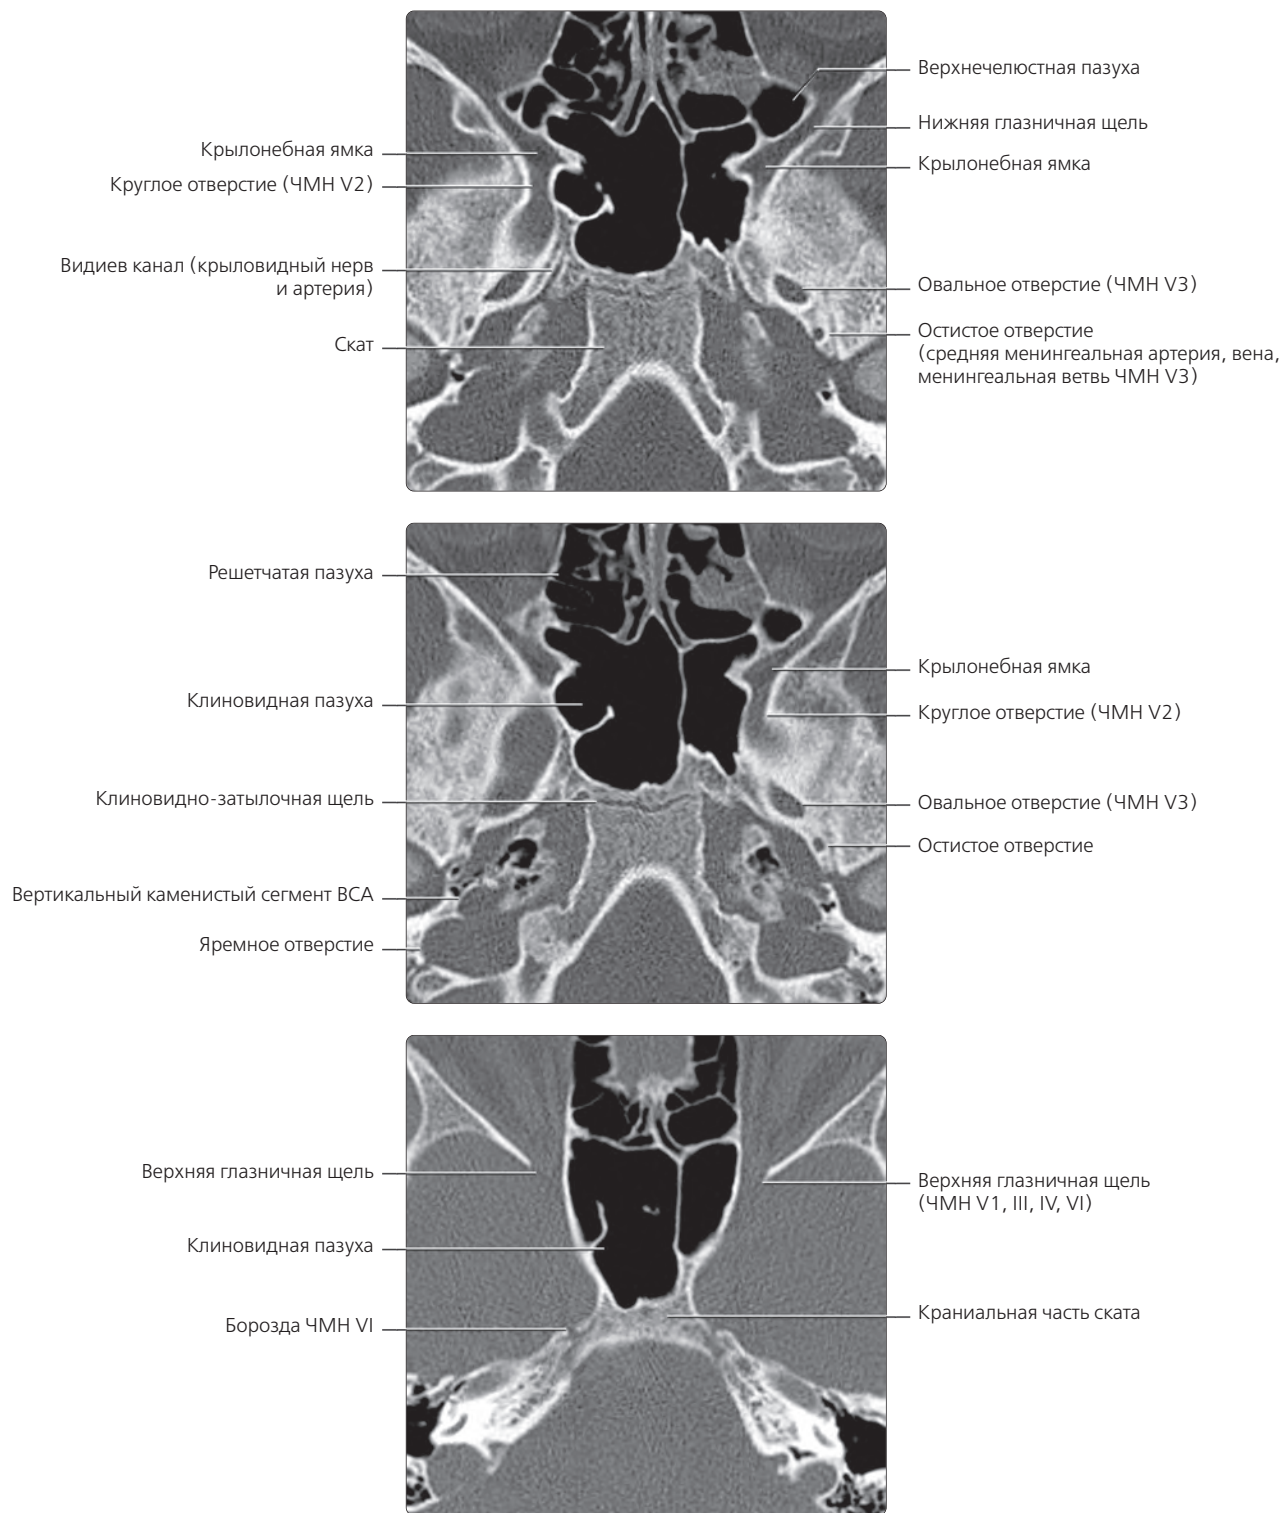 Верхнечелюстная пазуха
Нижняя глазничная щель
Крылонебная ямка
Крылонебная ямка
Круглое отверстие (ЧМН V2)
Видиев канал (крыловидный нерв
и артерия)
Овальное отверстие (ЧМН V3)
Скат
Остистое отверстие
(средняя менингеальная артерия, вена,
менингеальная ветвь ЧМН V3)
Решетчатая пазуха
Клиновидная пазуха
Крылонебная ямка
Круглое отверстие (ЧМН V2)
Клиновидно-затылочная щель
Овальное отверстие (ЧМН V3)
Остистое отверстие
Вертикальный каменистый сегмент ВСА
Яремное отверстие
Верхняя глазничная щель
Верхняя глазничная щель
(ЧМН V1, III, IV, VI)
Клиновидная пазуха
Борозда ЧМН VI
Краниальная часть ската